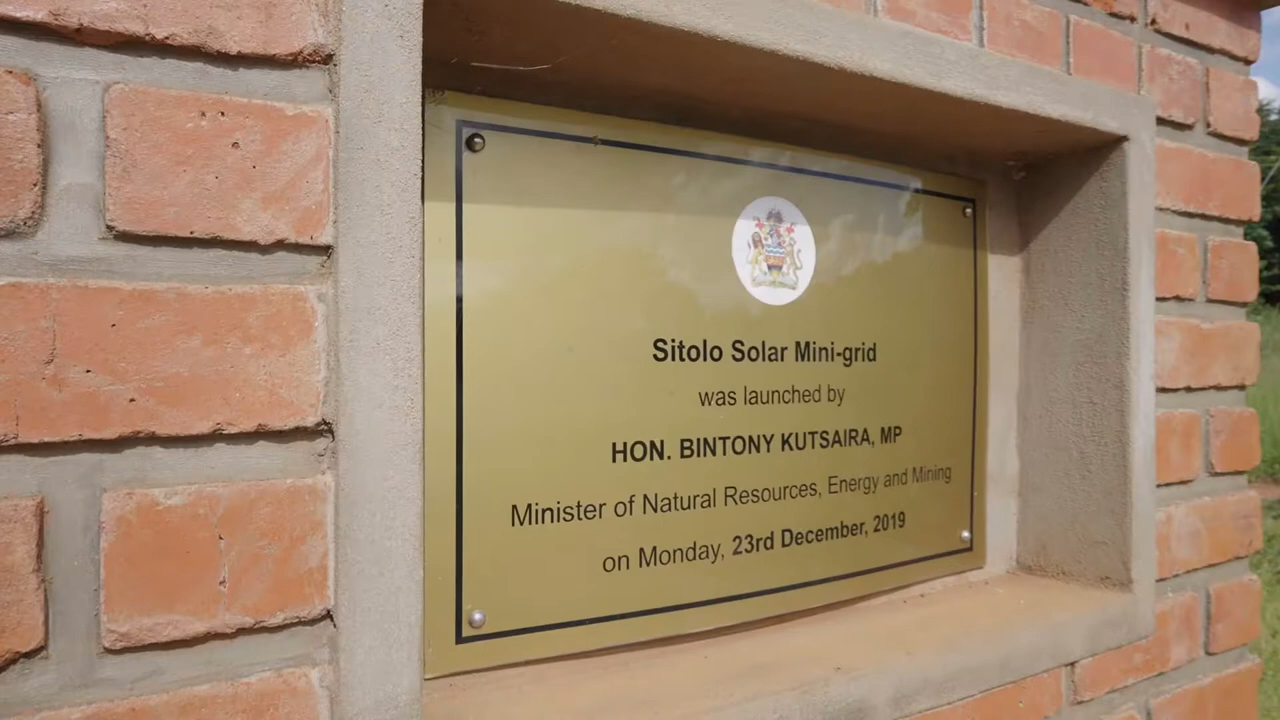 Sitolo Solar Mini-grid
was launched by
HON. BINTONY KUTSAIRA, MP
Minister of Natural Resources, Energy and Mining
on Monday, 23rd December, 2019